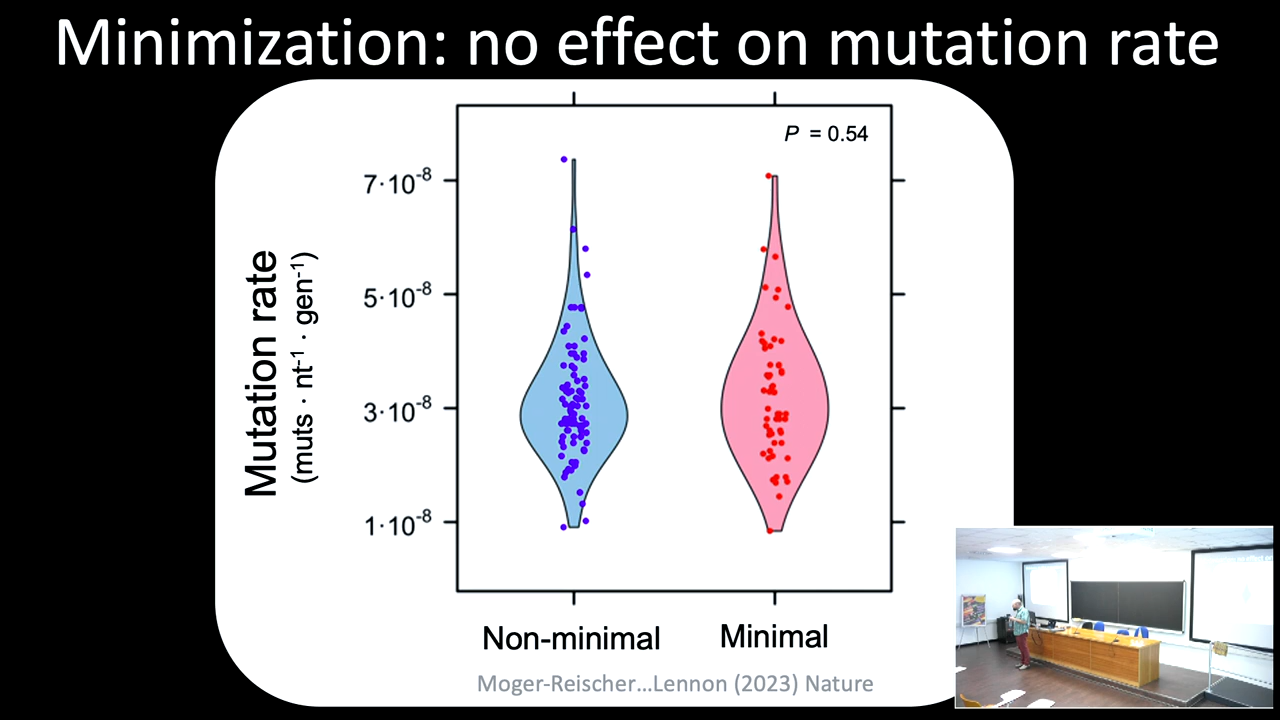 Minimization: no effect on mutation rate
P = 0.54
7·10⁻⁸
5·10⁻⁸
3·10⁻⁸
1·10⁻⁸
Mutation rate
(muts · nt⁻¹ · gen⁻¹)
Non-minimal
Minimal
Moger-Reischer...Lennon (2023) Nature